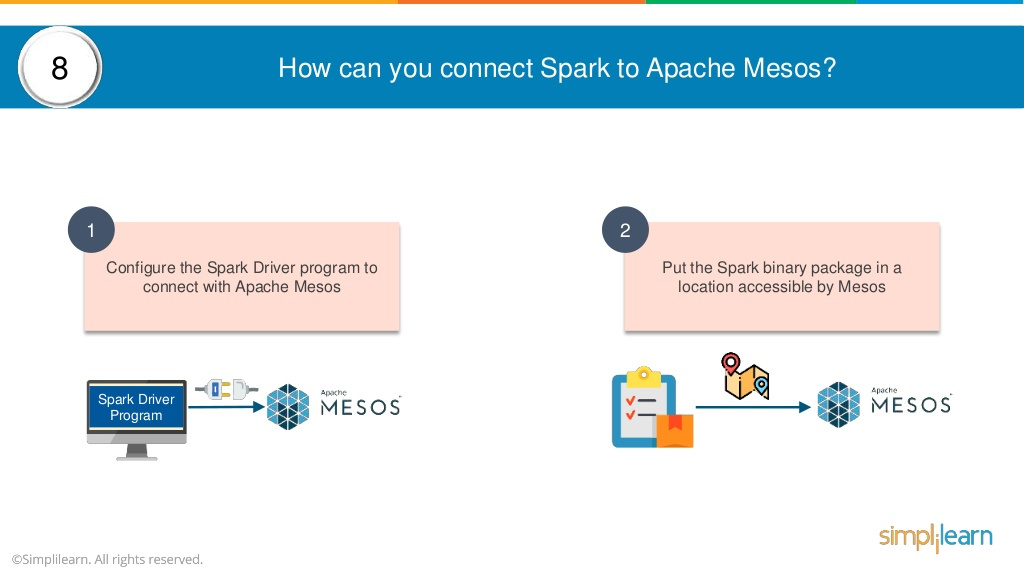 8
How can you connect Spark to Apache Mesos?
1
Configure the Spark Driver program to
connect with Apache Mesos
2
Put the Spark binary package in a
location accessible by Mesos
Spark Driver
Program
Apache
MESOS
Apache
MESOS
simplilearn
©Simplilearn. All rights reserved.